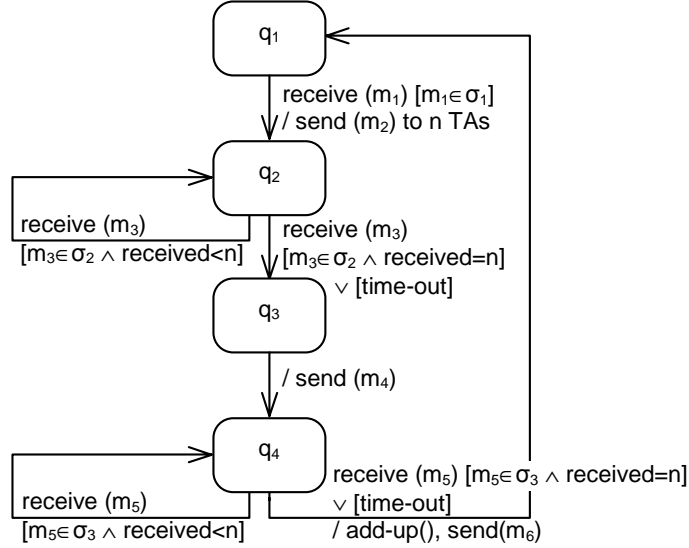 q₁
receive (m₁) [m₁∈σ₁]
/ send (m₂) to n TAs
q₂
receive (m₃)
[m₃∈σ₂ ∧ received<n]
receive (m₃)
[m₃∈σ₂ ∧ received=n]
∨ [time-out]
q₃
/ send (m₄)
q₄
receive (m₅)
[m₅∈σ₃ ∧ received<n]
receive (m₅) [m₅∈σ₃ ∧ received=n]
∨ [time-out]
/ add-up(), send(m₆)